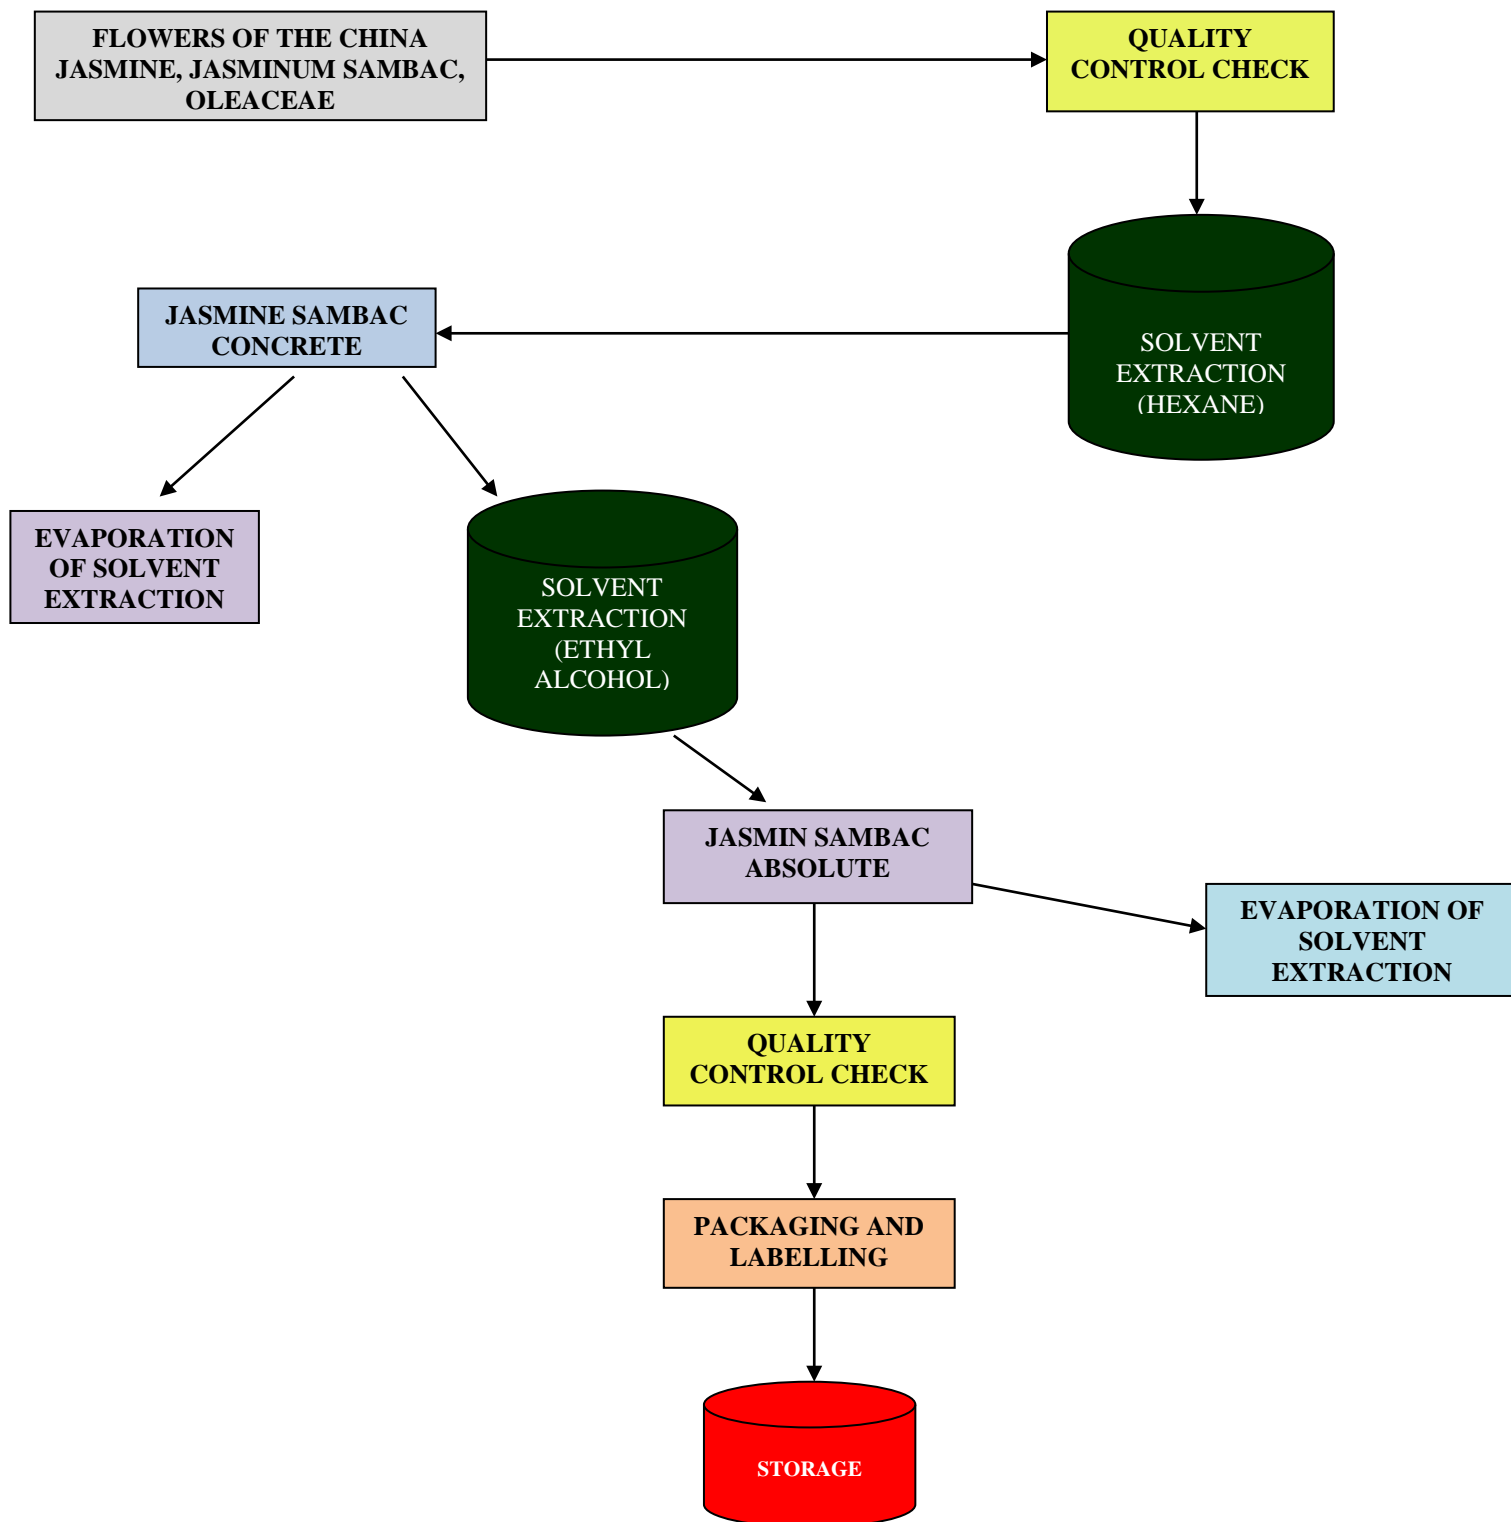 FLOWERS OF THE CHINA
JASMINE, JASMINUM SAMBAC,
OLEACEAE
QUALITY
CONTROL CHECK
SOLVENT
EXTRACTION
(HEXANE)
JASMINE SAMBAC
CONCRETE
EVAPORATION
OF SOLVENT
EXTRACTION
SOLVENT
EXTRACTION
(ETHYL
ALCOHOL)
JASMIN SAMBAC
ABSOLUTE
EVAPORATION OF
SOLVENT
EXTRACTION
QUALITY
CONTROL CHECK
PACKAGING AND
LABELLING
STORAGE